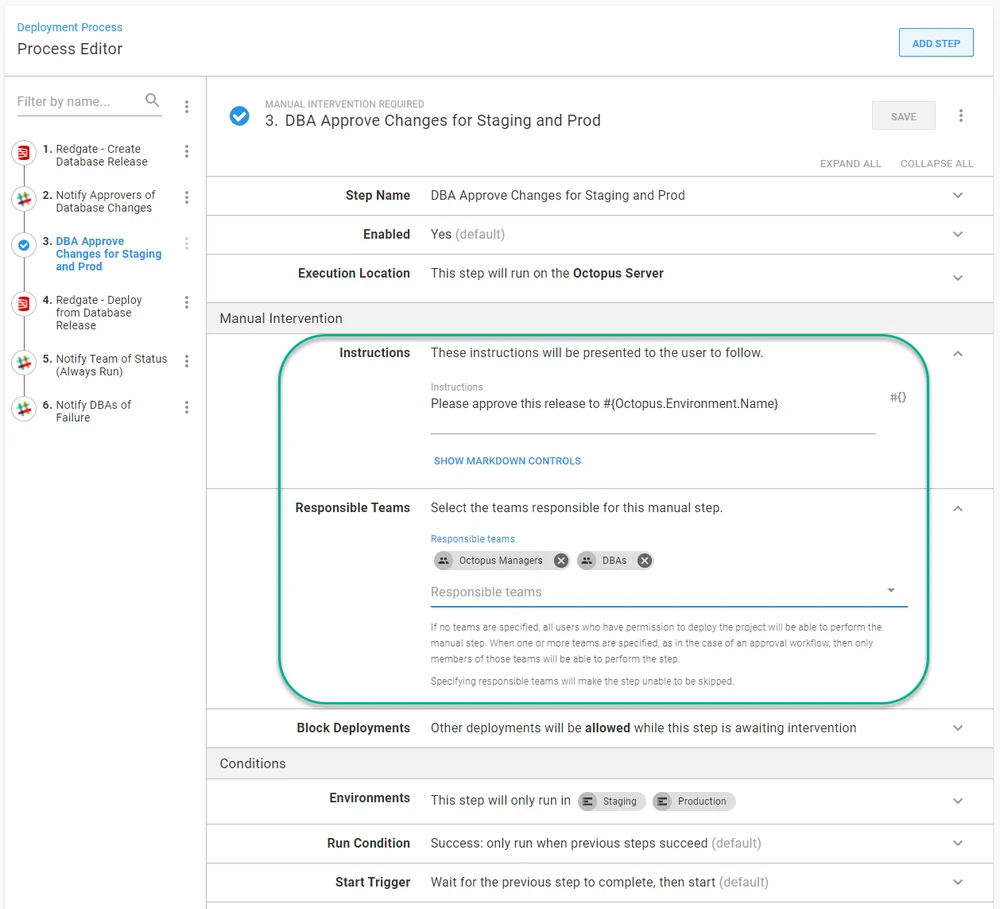 Deployment Process
Process Editor
ADD STEP
Filter by name...
1. Redgate - Create
Database Release
2. Notify Approvers of
Database Changes
3. DBA Approve
Changes for Staging
and Prod
4. Redgate - Deploy
from Database
Release
5. Notify Team of Status
(Always Run)
6. Notify DBAs of
Failure
MANUAL INTERVENTION REQUIRED
3. DBA Approve Changes for Staging and Prod
SAVE
EXPAND ALL COLLAPSE ALL
Step Name DBA Approve Changes for Staging and Prod
Enabled Yes (default)
Execution Location This step will run on the Octopus Server
Manual Intervention
Instructions These instructions will be presented to the user to follow.
Instructions
Please approve this release to #{Octopus.Environment.Name}
#{}
SHOW MARKDOWN CONTROLS
Responsible Teams Select the teams responsible for this manual step.
Responsible teams
Octopus Managers DBAs
Responsible teams
If no teams are specified, all users who have permission to deploy the project will be able to perform the
manual step. When one or more teams are specified, as in the case of an approval workflow, then only
members of those teams will be able to perform the step.
Specifying responsible teams will make the step unable to be skipped.
Block Deployments Other deployments will be allowed while this step is awaiting intervention
Conditions
Environments This step will only run in Staging Production
Run Condition Success: only run when previous steps succeed (default)
Start Trigger Wait for the previous step to complete, then start (default)